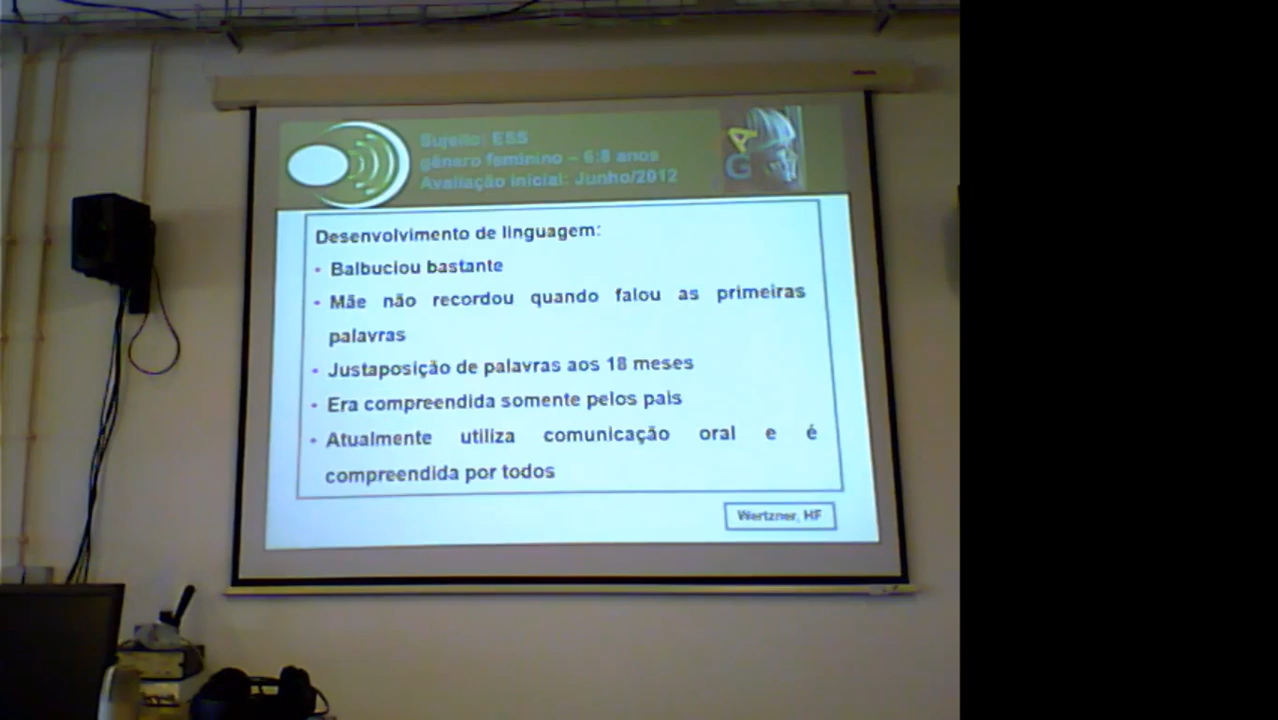 Sujeito: ESS
gênero feminino – 6:8 anos
Avaliação inicial: Junho/2012
A
G
Desenvolvimento de linguagem:
• Balbuciou bastante
• Mãe não recordou quando falou as primeiras
palavras
• Justaposição de palavras aos 18 meses
• Era compreendida somente pelos pais
• Atualmente utiliza comunicação oral e é
compreendida por todos
Wertzner, HF